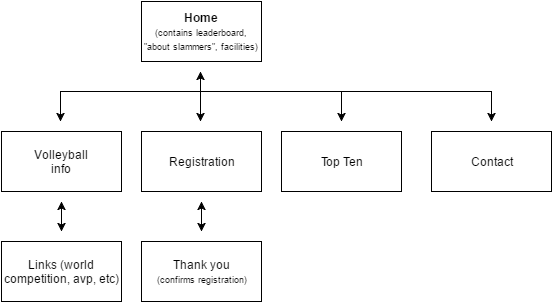 Home
(contains leaderboard,
"about slammers", facilities)
Volleyball
info
Registration
Top Ten
Contact
Links (world
competition, avp, etc)
Thank you
(confirms registration)